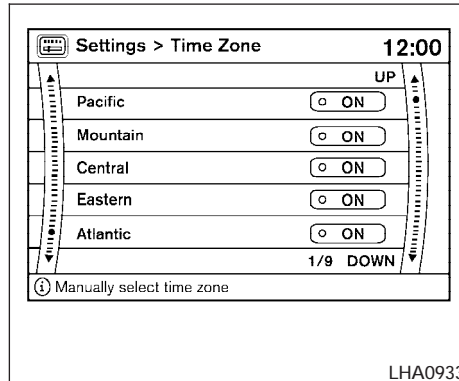 Settings > Time Zone 12:00
UP
Pacific ON
Mountain ON
Central ON
Eastern ON
Atlantic ON
1/9 DOWN
i Manually select time zone
LHA0933